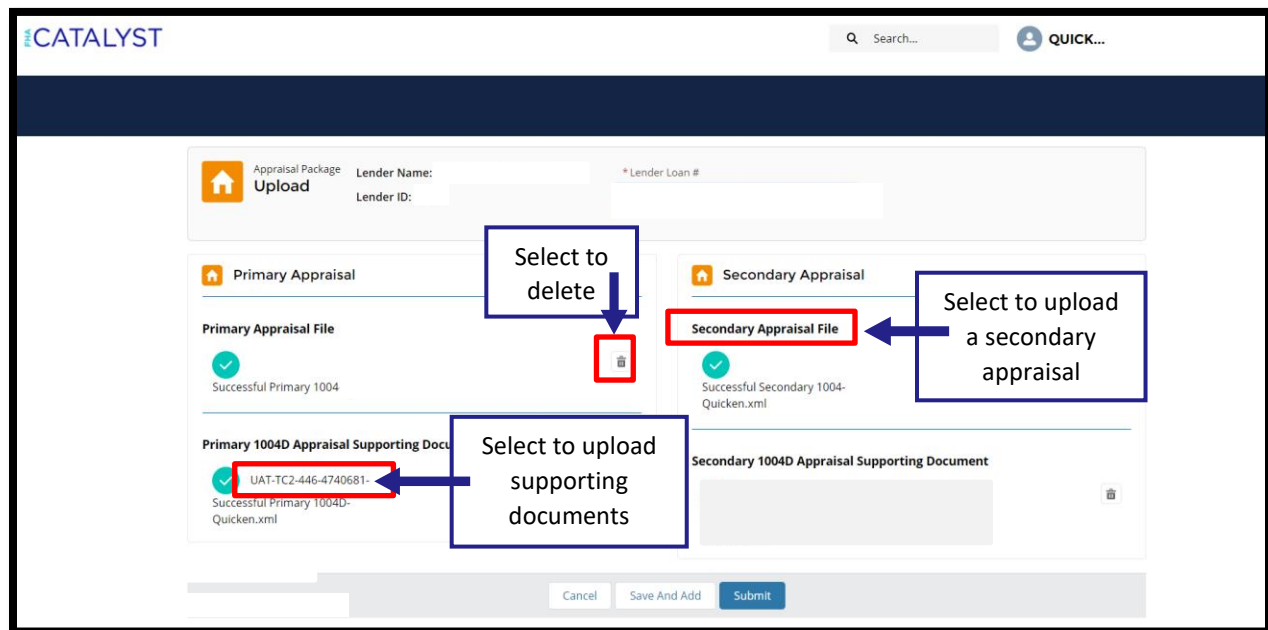 FHA CATALYST
Search...
QUICK...
Appraisal Package
Upload
Lender Name:
Lender ID:
* Lender Loan #
Primary Appraisal
Select to
delete
Secondary Appraisal
Select to upload
a secondary
appraisal
Primary Appraisal File
Successful Primary 1004
Secondary Appraisal File
Successful Secondary 1004-
Quicken.xml
Primary 1004D Appraisal Supporting
UAT-TC2-446-4740681-
Successful Primary 1004D-
Quicken.xml
Select to upload
supporting
documents
Secondary 1004D Appraisal Supporting Document
Cancel
Save And Add
Submit